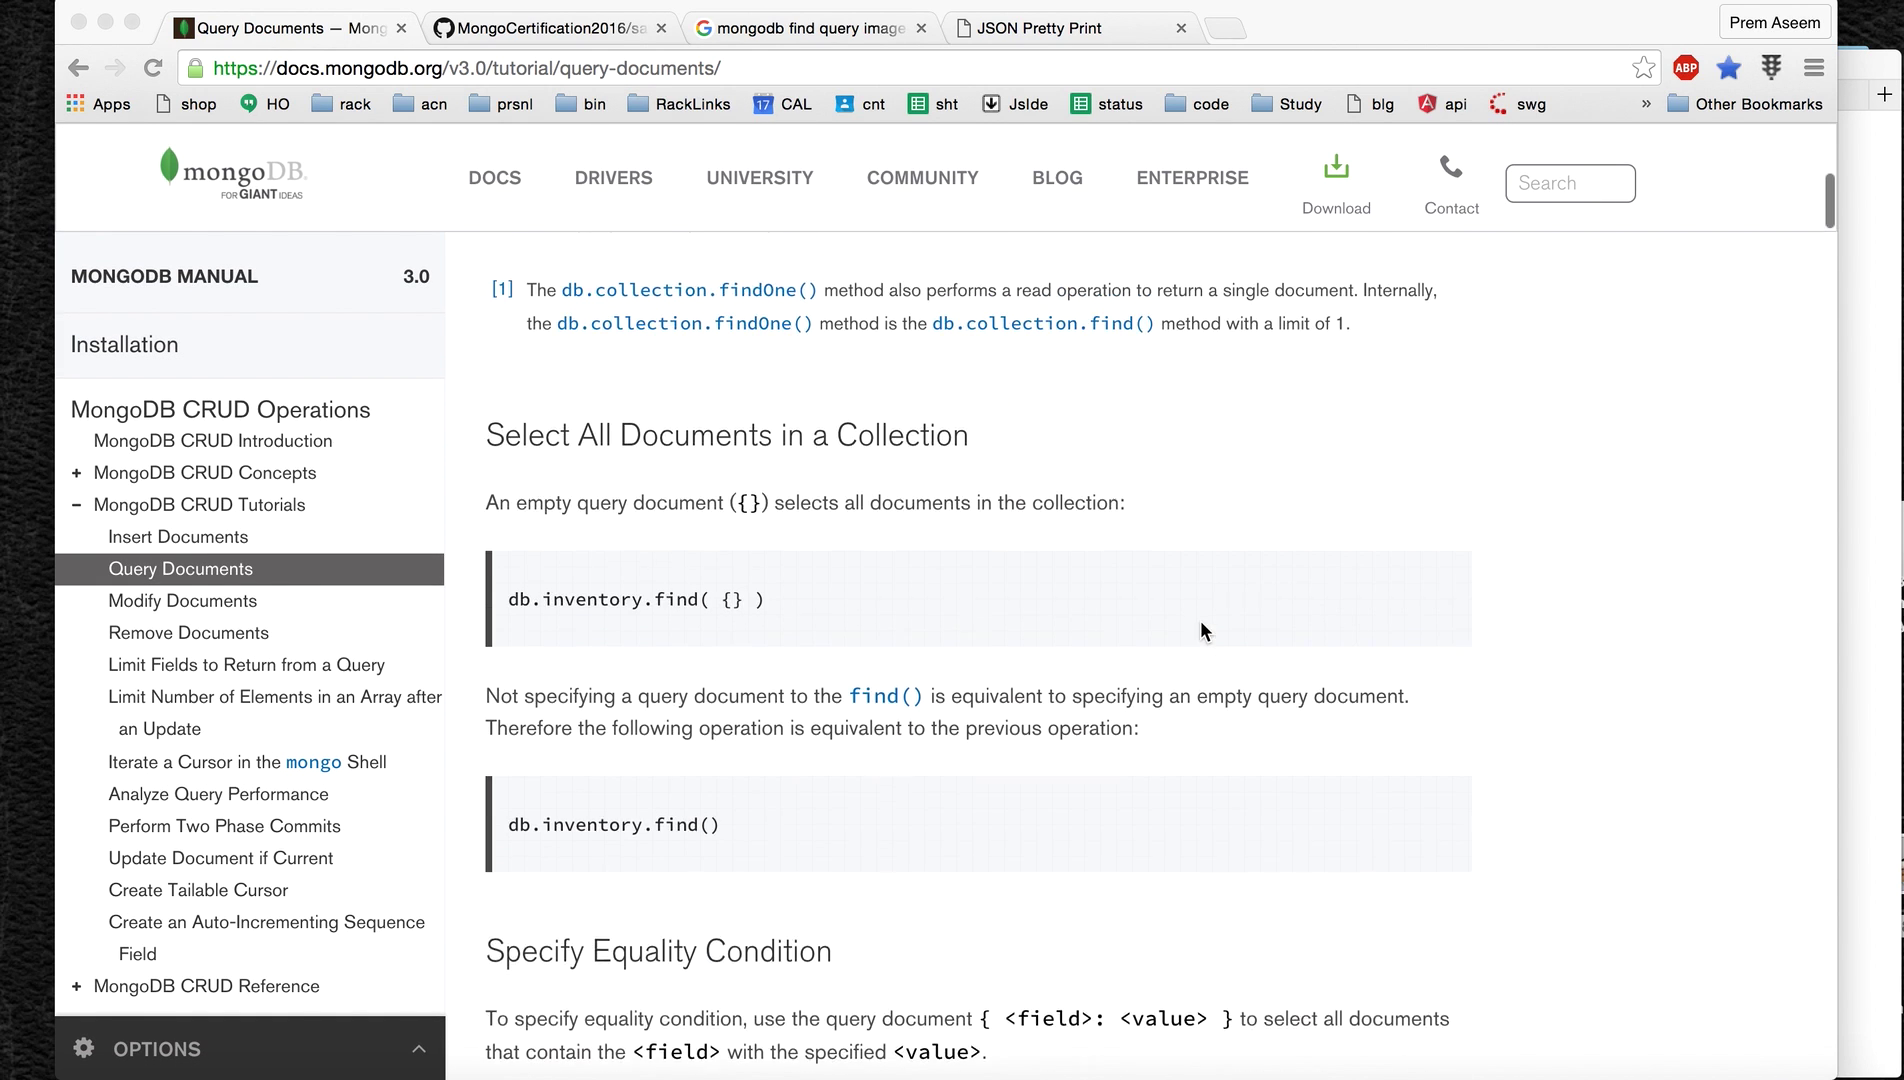 Query Documents — Mong
MongoCertification2016/sa
mongodb find query image
JSON Pretty Print
Prem Aseem
https://docs.mongodb.org/v3.0/tutorial/query-documents/
ABP
Apps shop HO rack acn prsnl bin RackLinks 17 CAL cnt sht Jslde status code Study blg api swg » Other Bookmarks
mongoDB.
FOR GIANT IDEAS
DOCS DRIVERS UNIVERSITY COMMUNITY BLOG ENTERPRISE
Download
Contact
Search
MONGODB MANUAL 3.0
Installation
MongoDB CRUD Operations
MongoDB CRUD Introduction
+ MongoDB CRUD Concepts
– MongoDB CRUD Tutorials
Insert Documents
Query Documents
Modify Documents
Remove Documents
Limit Fields to Return from a Query
Limit Number of Elements in an Array after
an Update
Iterate a Cursor in the mongo Shell
Analyze Query Performance
Perform Two Phase Commits
Update Document if Current
Create Tailable Cursor
Create an Auto-Incrementing Sequence
Field
+ MongoDB CRUD Reference
OPTIONS
[1] The db.collection.findOne() method also performs a read operation to return a single document. Internally,
the db.collection.findOne() method is the db.collection.find() method with a limit of 1.
Select All Documents in a Collection
An empty query document ({}) selects all documents in the collection:
db.inventory.find( {} )
Not specifying a query document to the find() is equivalent to specifying an empty query document.
Therefore the following operation is equivalent to the previous operation:
db.inventory.find()
Specify Equality Condition
To specify equality condition, use the query document { <field>: <value> } to select all documents
that contain the <field> with the specified <value>.